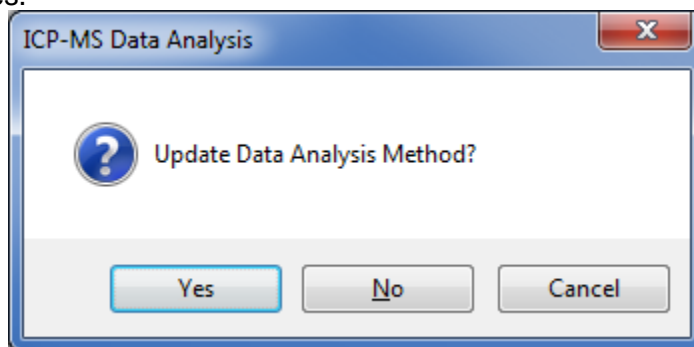 ICP-MS Data Analysis
Update Data Analysis Method?
Yes No Cancel